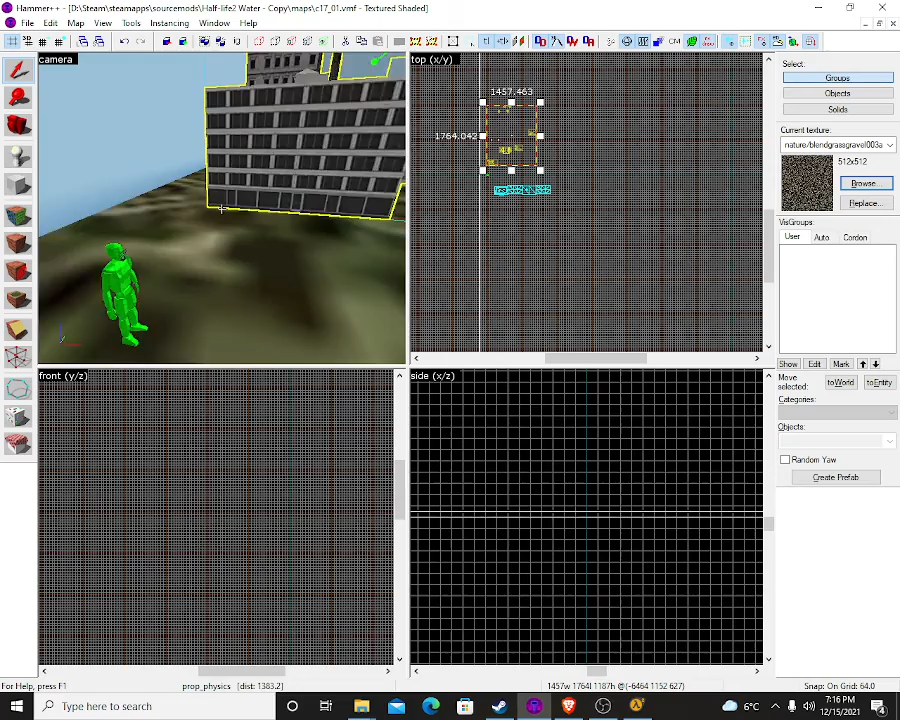 Hammer++ - [D:\Steam\steamapps\sourcemods\Half-life2 Water - Copy\maps\c17_01.vmf - Textured Shaded]
File Edit Map View Tools Instancing Window Help
CM
camera
top (x/y)
1457.463
1764.042
front (y/z)
side (x/z)
Select:
Groups
Objects
Solids
Current texture:
nature/blendgrassgravel003a
512x512
Browse...
Replace...
VisGroups:
User Auto Cordon
Show Edit Mark
Move selected:
toWorld toEntity
Categories:
Objects:
Random Yaw
Create Prefab
For Help, press F1 prop_physics [dist: 1383.2] 1457w 1764l 1187h @(-6464 1152 627) Snap: On Grid: 64.0
Type here to search
6°C
7:16 PM
12/15/2021
4